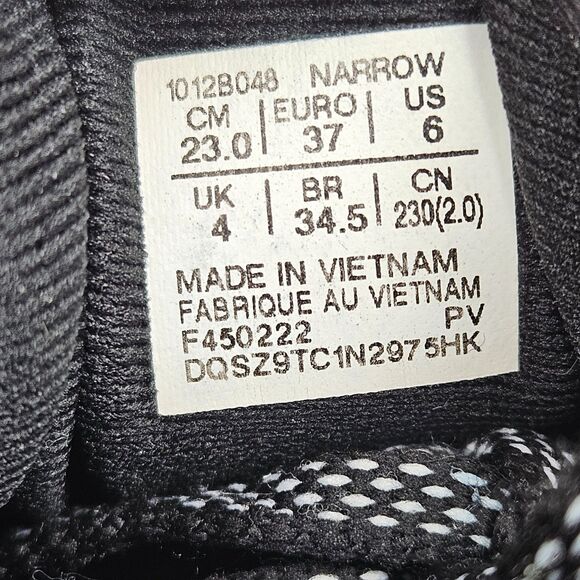 1012B048 NARROW
CM | EURO | US
23.0 | 37 | 6
UK | BR | CN
4 | 34.5 | 230(2.0)
MADE IN VIETNAM
FABRIQUE AU VIETNAM
F450222 PV
DQSZ9TC1N2975HK